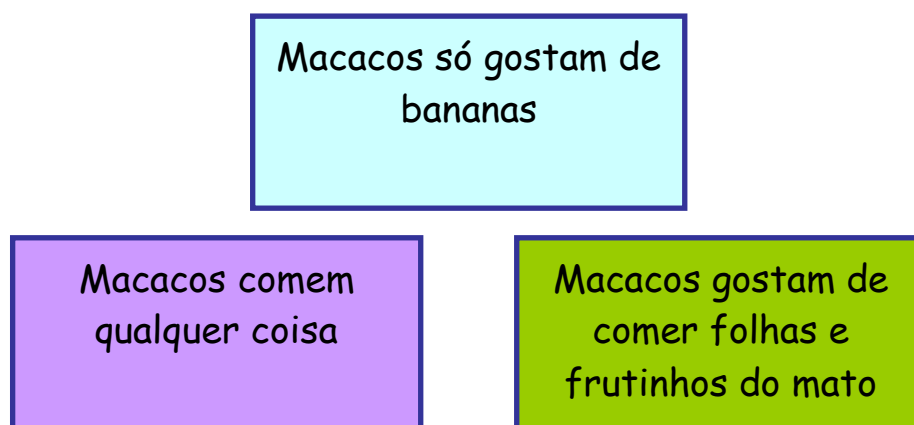 Macacos só gostam de
bananas
Macacos comem
qualquer coisa
Macacos gostam de
comer folhas e
frutinhos do mato